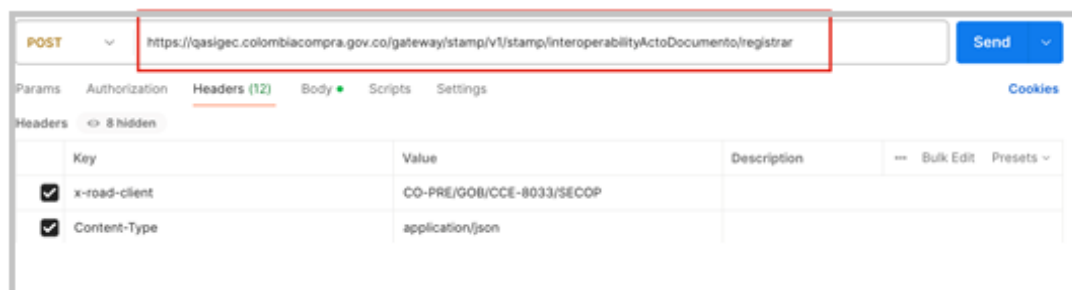 POST https://qasigec.colombiacompra.gov.co/gateway/stamp/v1/stamp/interoperabilityActoDocumento/registrar Send
Params Authorization Headers (12) Body Scripts Settings Cookies
Headers 8 hidden
Key Value Description ... Bulk Edit Presets
x-road-client CO-PRE/GOB/CCE-8033/SECOP
Content-Type application/json